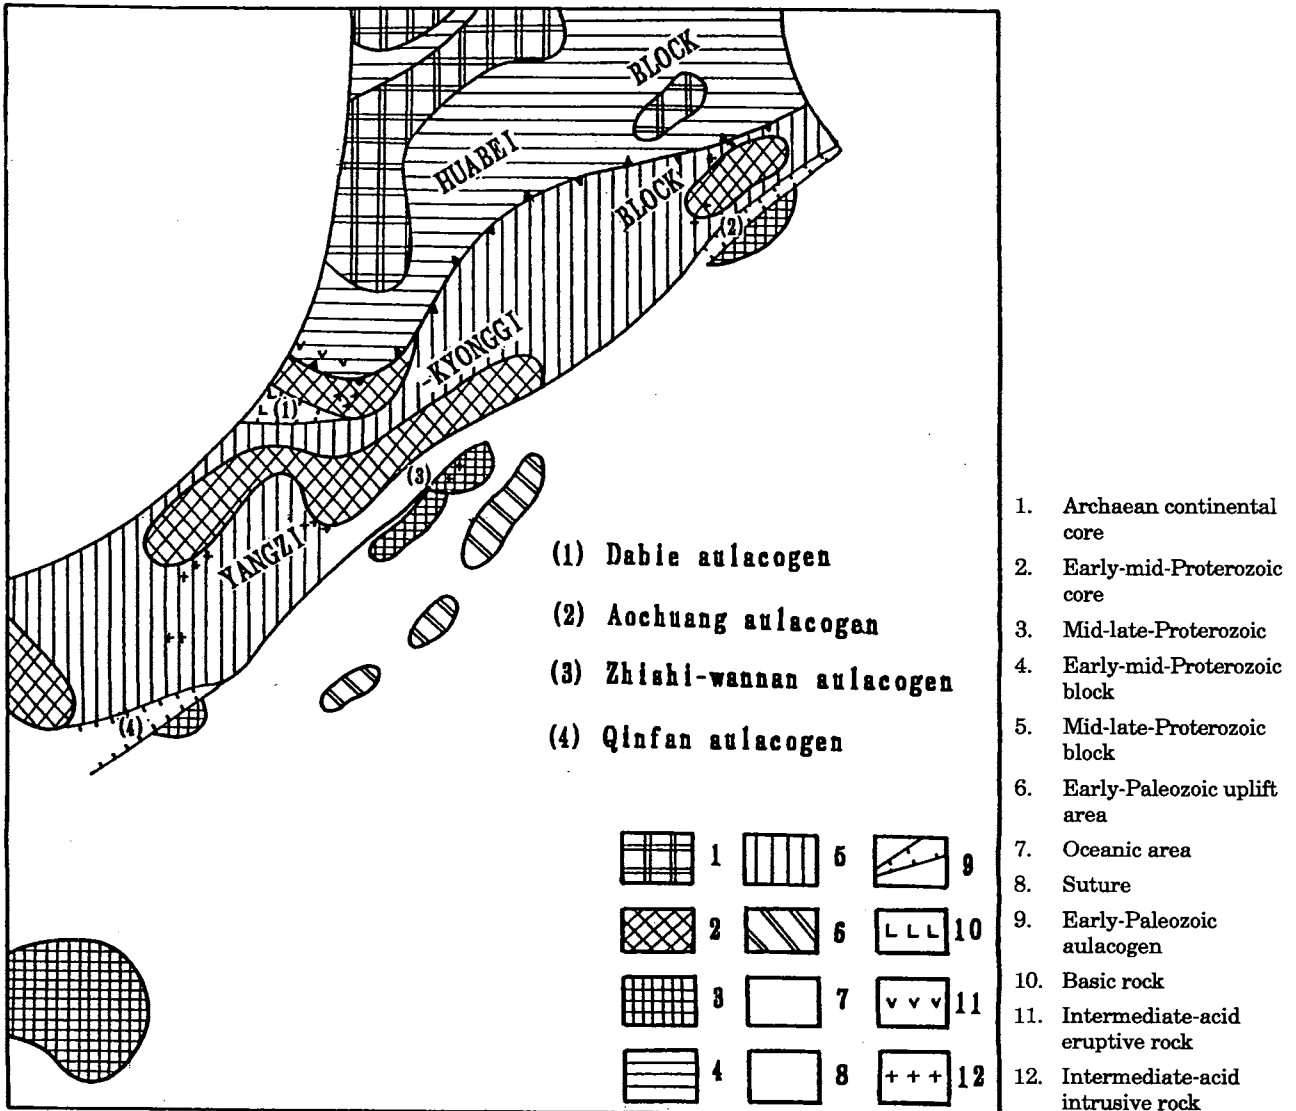 BLOCK
HUABEI
BLOCK
(2)
-KYONGGI
(1)
(3)
YANGZI
(4)
(1) Dabie aulacogen
(2) Aochuang aulacogen
(3) Zhishi-wannan aulacogen
(4) Qinfan aulacogen
1 5 9
2 6 L L L 10
3 7 v v v 11
4 8 + + + 12
1. Archaean continental
core
2. Early-mid-Proterozoic
core
3. Mid-late-Proterozoic
4. Early-mid-Proterozoic
block
5. Mid-late-Proterozoic
block
6. Early-Paleozoic uplift
area
7. Oceanic area
8. Suture
9. Early-Paleozoic
aulacogen
10. Basic rock
11. Intermediate-acid
eruptive rock
12. Intermediate-acid
intrusive rock